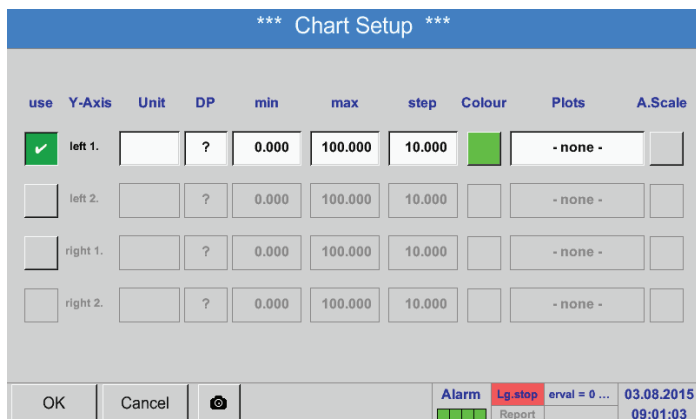 *** Chart Setup ***
use Y-Axis Unit DP min max step Colour Plots A.Scale
left 1. ? 0.000 100.000 10.000 - none -
left 2. ? 0.000 100.000 10.000 - none -
right 1. ? 0.000 100.000 10.000 - none -
right 2. ? 0.000 100.000 10.000 - none -
OK Cancel Alarm Lg.stop erval = 0 ... 03.08.2015
Report 09:01:03